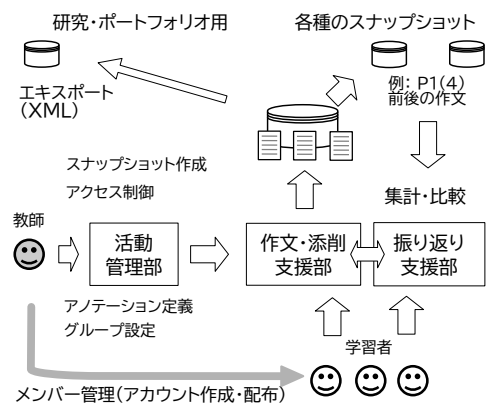 研究・ポートフォリオ用
各種のスナップショット
エキスポート
（XML）
例： P1(4)
前後の作文
スナップショット作成
アクセス制御
集計・比較
教師
活動
管理部
作文・添削
支援部
振り返り
支援部
アノテーション定義
グループ設定
学習者
メンバー管理（アカウント作成・配布）